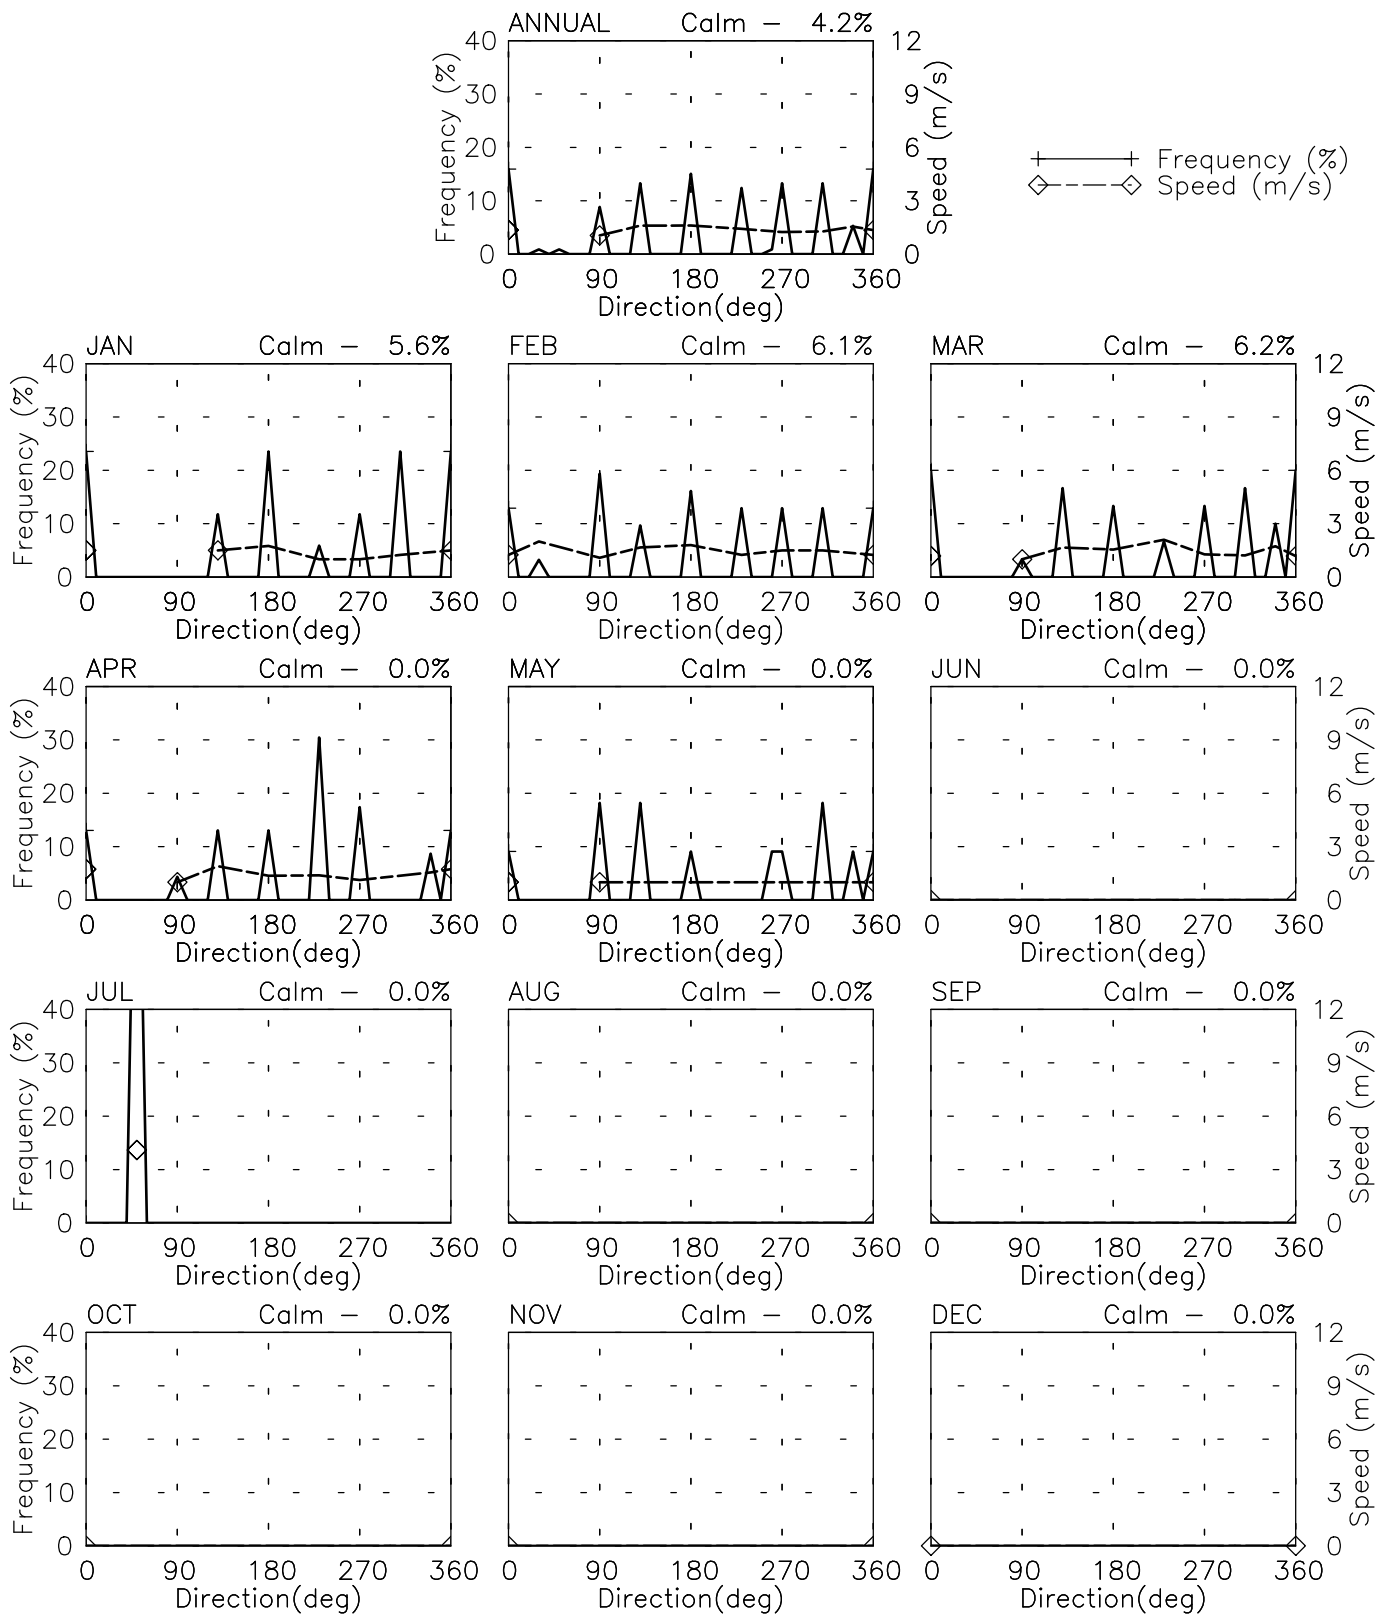 ANNUAL Calm – 4.2%
40 12
30 9
20 6
10 3
0 0
Frequency (%)
Speed (m/s)
0 90 180 270 360
Direction(deg)
Frequency (%)
Speed (m/s)
JAN Calm – 5.6% FEB Calm – 6.1% MAR Calm – 6.2%
40 12
30 9
20 6
10 3
0 0
Frequency (%)
Speed (m/s)
0 90 180 270 360 0 90 180 270 360 0 90 180 270 360
Direction(deg) Direction(deg) Direction(deg)
APR Calm – 0.0% MAY Calm – 0.0% JUN Calm – 0.0%
40 12
30 9
20 6
10 3
0 0
Frequency (%)
Speed (m/s)
0 90 180 270 360 0 90 180 270 360 0 90 180 270 360
Direction(deg) Direction(deg) Direction(deg)
JUL Calm – 0.0% AUG Calm – 0.0% SEP Calm – 0.0%
40 12
30 9
20 6
10 3
0 0
Frequency (%)
Speed (m/s)
0 90 180 270 360 0 90 180 270 360 0 90 180 270 360
Direction(deg) Direction(deg) Direction(deg)
OCT Calm – 0.0% NOV Calm – 0.0% DEC Calm – 0.0%
40 12
30 9
20 6
10 3
0 0
Frequency (%)
Speed (m/s)
0 90 180 270 360 0 90 180 270 360 0 90 180 270 360
Direction(deg) Direction(deg) Direction(deg)